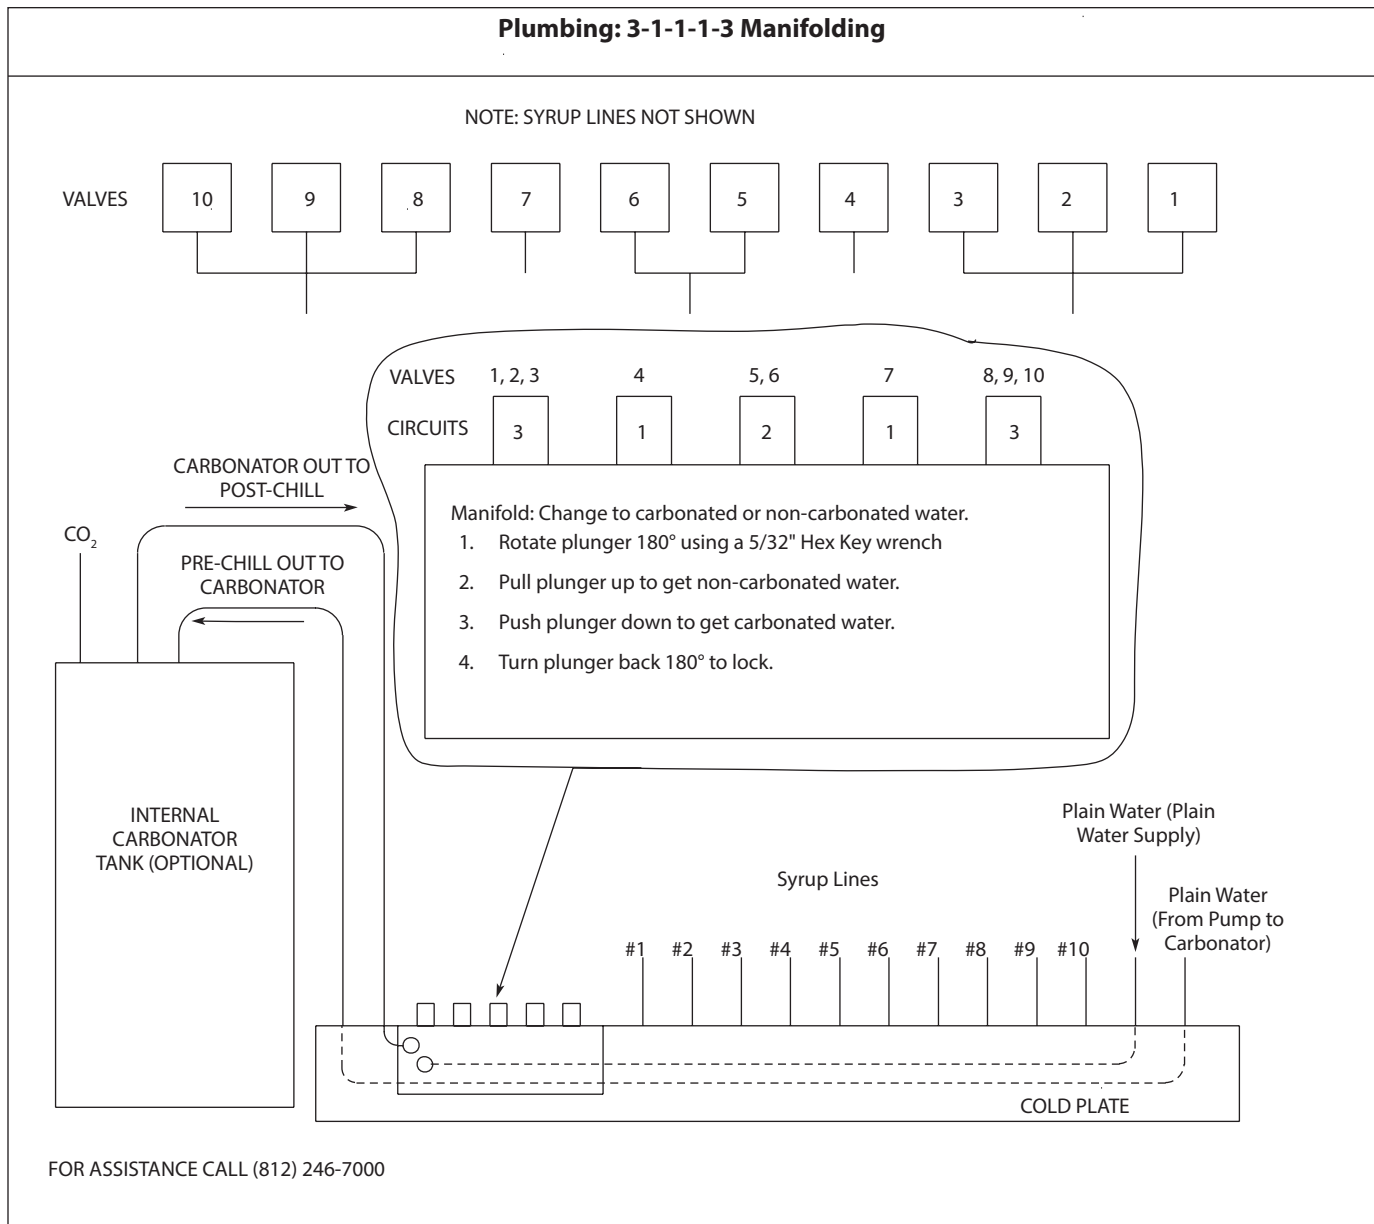 Plumbing: 3-1-1-1-3 Manifolding
NOTE: SYRUP LINES NOT SHOWN
VALVES 10 9 8 7 6 5 4 3 2 1
VALVES 1, 2, 3 4 5, 6 7 8, 9, 10
CIRCUITS 3 1 2 1 3
CARBONATOR OUT TO
POST-CHILL
CO2
PRE-CHILL OUT TO
CARBONATOR
Manifold: Change to carbonated or non-carbonated water.
1. Rotate plunger 180° using a 5/32" Hex Key wrench
2. Pull plunger up to get non-carbonated water.
3. Push plunger down to get carbonated water.
4. Turn plunger back 180° to lock.
INTERNAL
CARBONATOR
TANK (OPTIONAL)
Plain Water (Plain
Water Supply)
Syrup Lines
Plain Water
(From Pump to
Carbonator)
#1 #2 #3 #4 #5 #6 #7 #8 #9 #10
COLD PLATE
FOR ASSISTANCE CALL (812) 246-7000